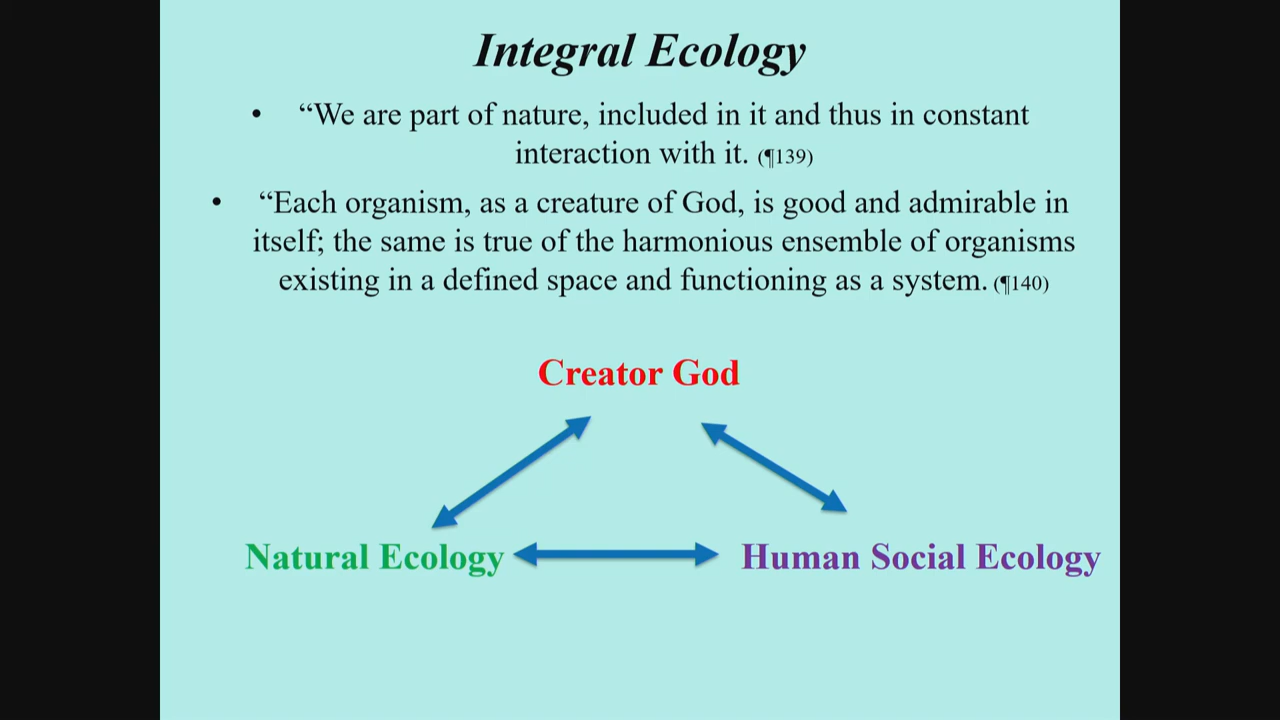 Integral Ecology
• “We are part of nature, included in it and thus in constant
interaction with it. (¶139)
• “Each organism, as a creature of God, is good and admirable in
itself; the same is true of the harmonious ensemble of organisms
existing in a defined space and functioning as a system. (¶140)
Creator God
Natural Ecology
Human Social Ecology